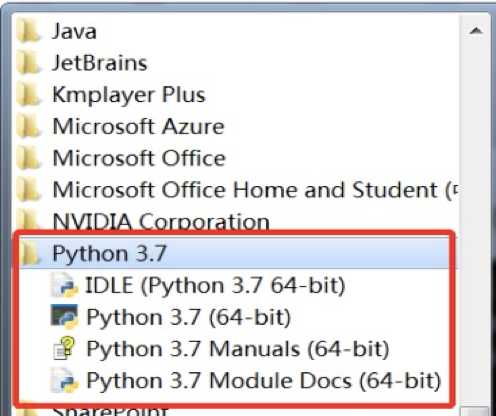 Java
JetBrains
Kmplayer Plus
Microsoft Azure
Microsoft Office
Microsoft Office Home and Student (
NVIDIA Corporation
Python 3.7
IDLE (Python 3.7 64-bit)
Python 3.7 (64-bit)
Python 3.7 Manuals (64-bit)
Python 3.7 Module Docs (64-bit)
SharePoint